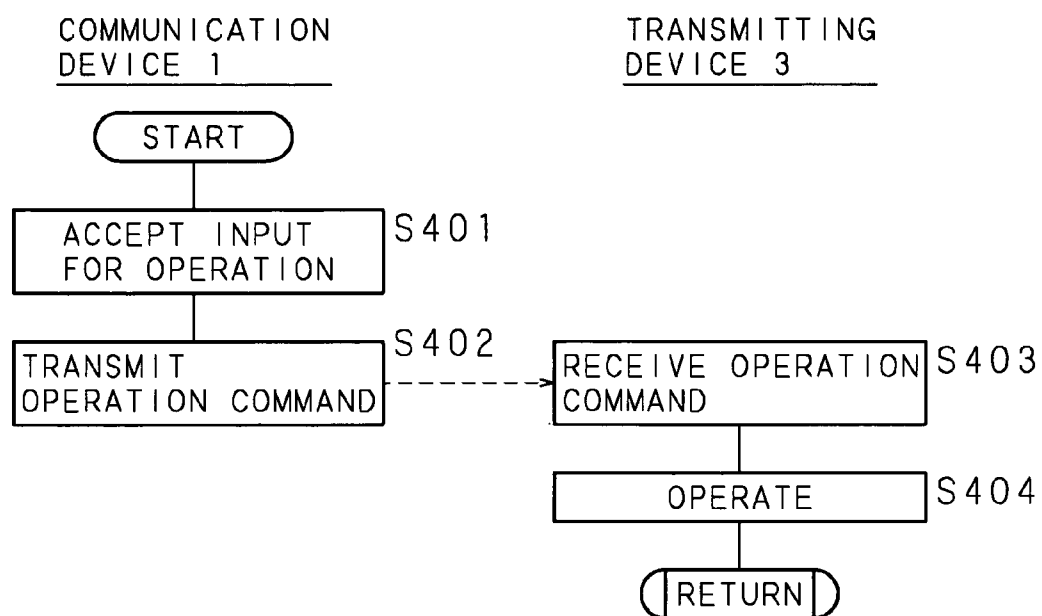 COMMUNICATION
DEVICE 1
TRANSMITTING
DEVICE 3
START
ACCEPT INPUT
FOR OPERATION
S401
TRANSMIT
OPERATION COMMAND
S402
RECEIVE OPERATION
COMMAND
S403
OPERATE
S404
RETURN